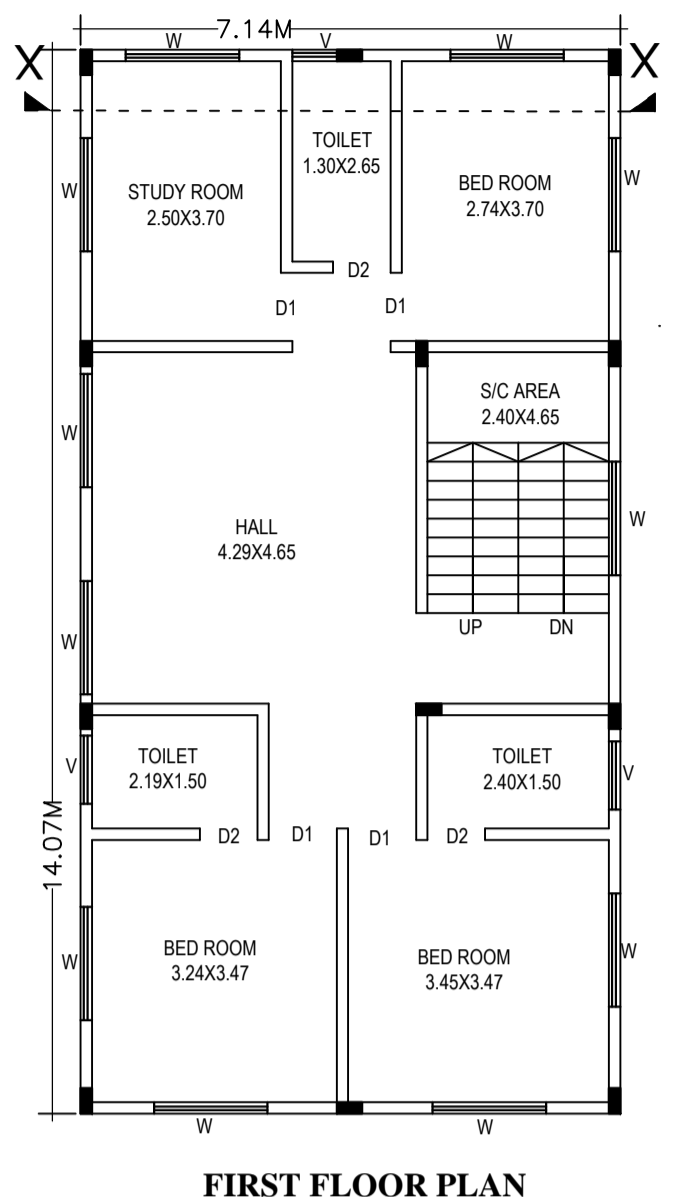 7.14M
W
V
W
X
X
TOILET
1.30X2.65
W
STUDY ROOM
2.50X3.70
BED ROOM
2.74X3.70
W
D2
D1
D1
S/C AREA
2.40X4.65
W
HALL
4.29X4.65
W
UP
DN
W
TOILET
2.19X1.50
TOILET
2.40X1.50
V
V
14.07M
D2
D1
D1
D2
BED ROOM
3.24X3.47
BED ROOM
3.45X3.47
W
W
W
W
FIRST FLOOR PLAN